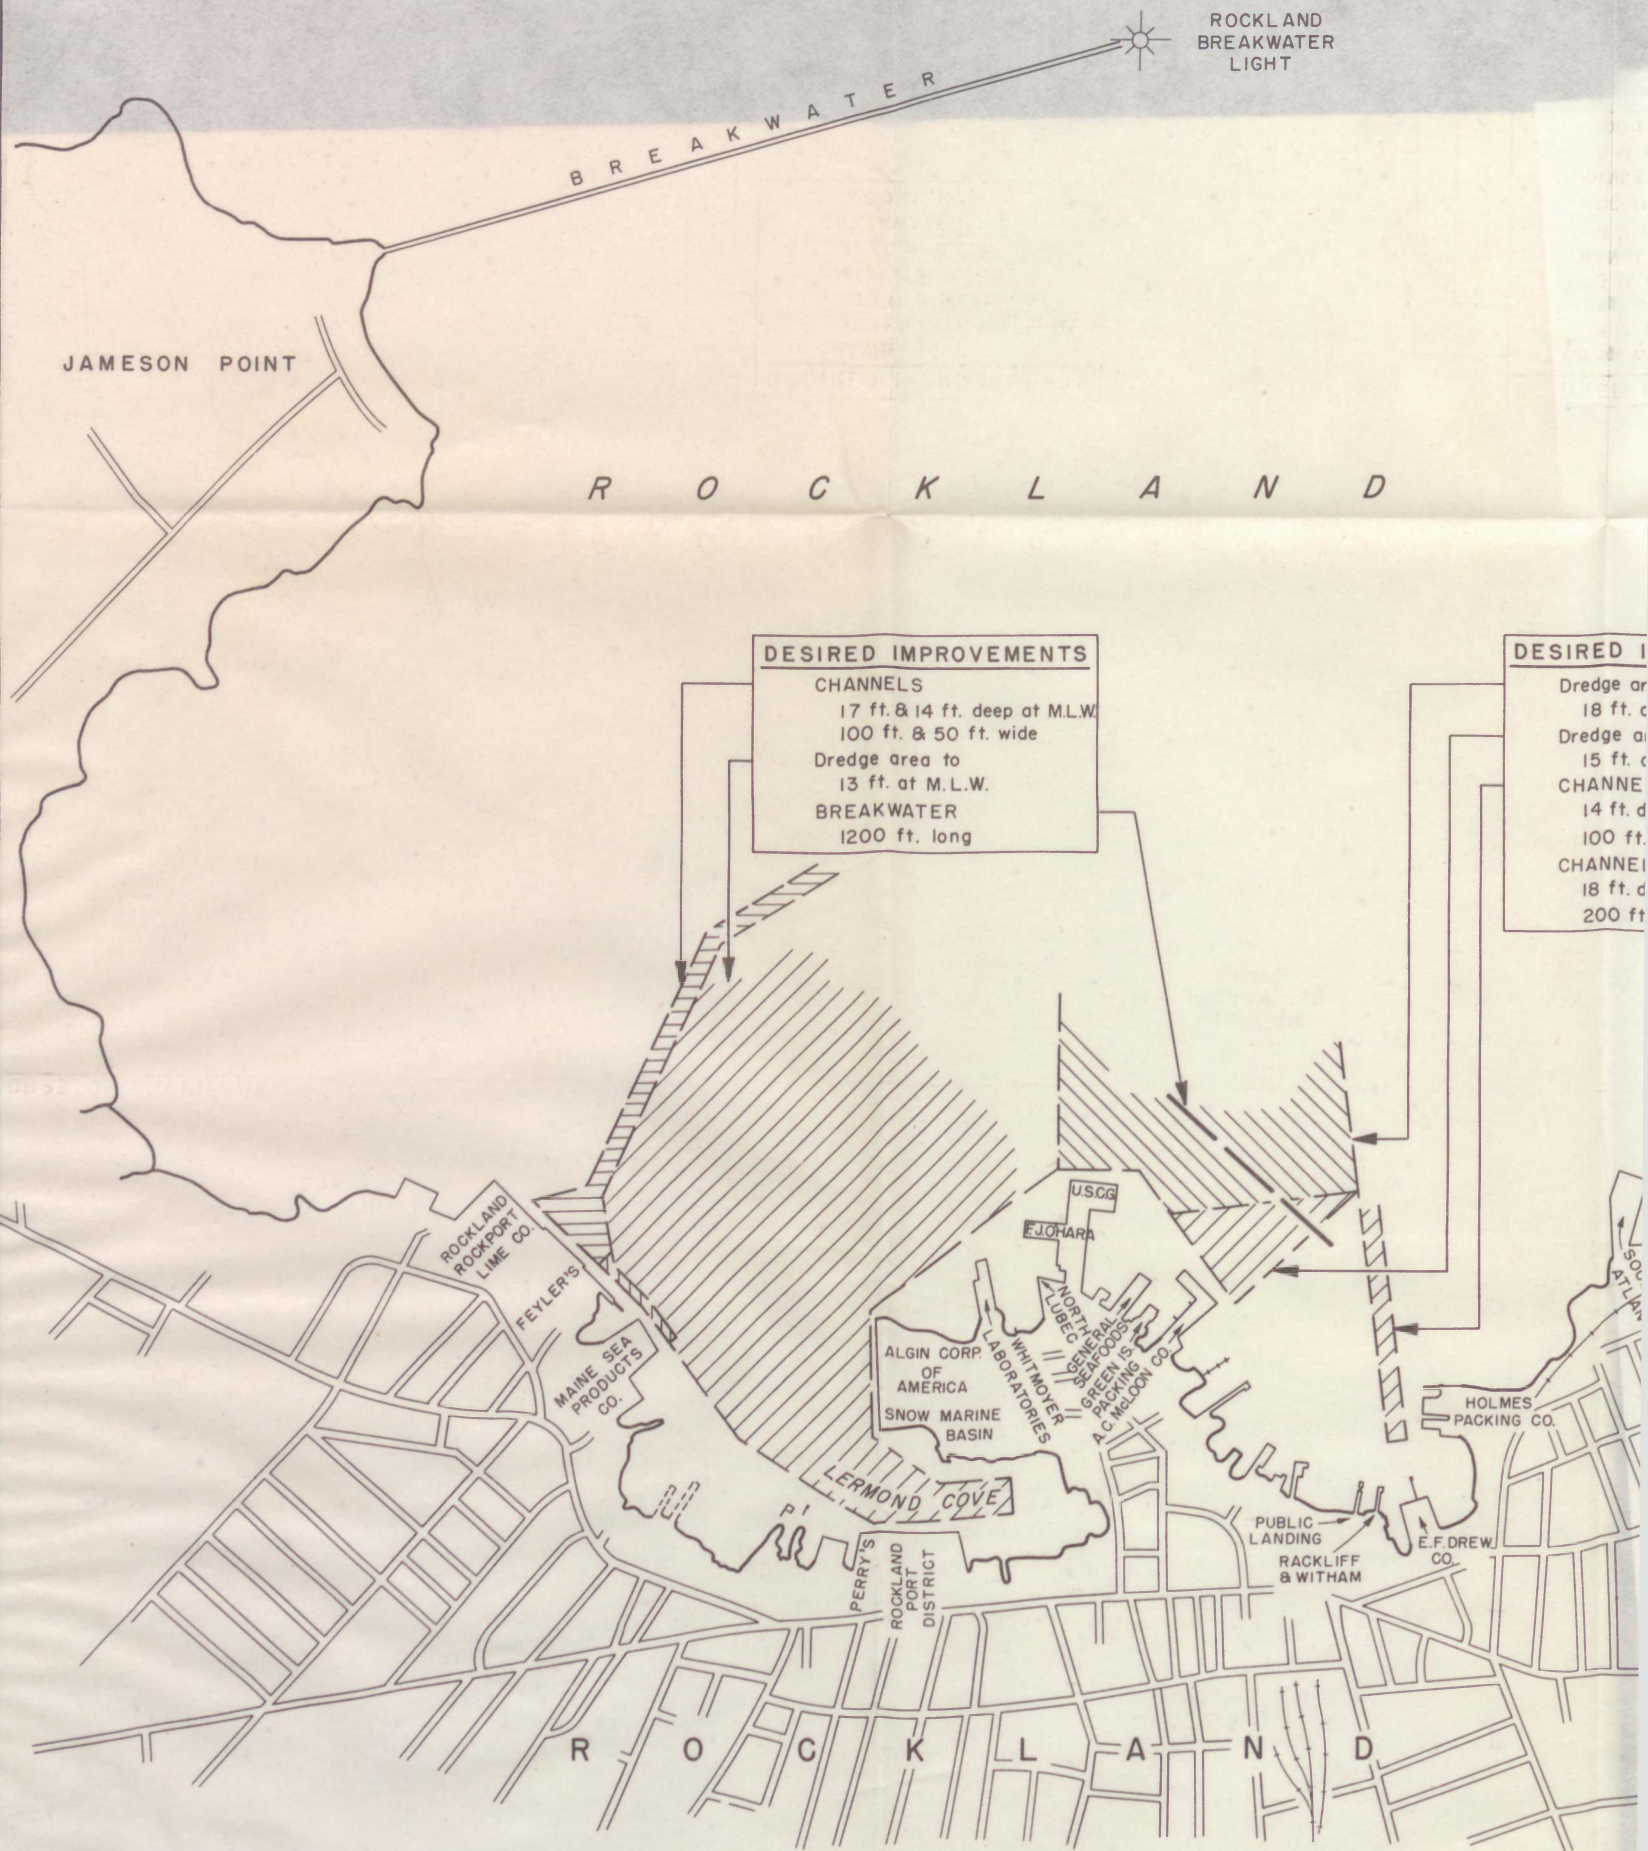 ROCKLAND
BREAKWATER
LIGHT
BREAKWATER
JAMESON POINT
ROCKLAND
DESIRED IMPROVEMENTS
CHANNELS
17 ft. & 14 ft. deep at M.L.W.
100 ft. & 50 ft. wide
Dredge area to
13 ft. at M.L.W.
BREAKWATER
1200 ft. long
DESIRED
Dredge
18 ft.
Dredge
15 ft.
14 ft.
100 ft.
18 ft.
200 ft
U.S.C.G.
F.J.O'HARA
ROCKLAND
ROCKPORT
LIME CO.
FEYLER'S
MAINE SEA
PRODUCTS
CO.
NORTH
LUBEC
GENERAL
SEAFOODS
GREEN IS.
PACKING
A.C. McLOON CO.
WHITMOYER
LABORATORIES
ALGIN CORP.
OF
AMERICA
SNOW MARINE
BASIN
LERMOND COVE
HOLMES
PACKING CO.
PUBLIC
LANDING
RACKLIFF
& WITHAM
E.F. DREW
CO.
PERRY'S
ROCKLAND
PORT
DISTRICT
ROCKLAND